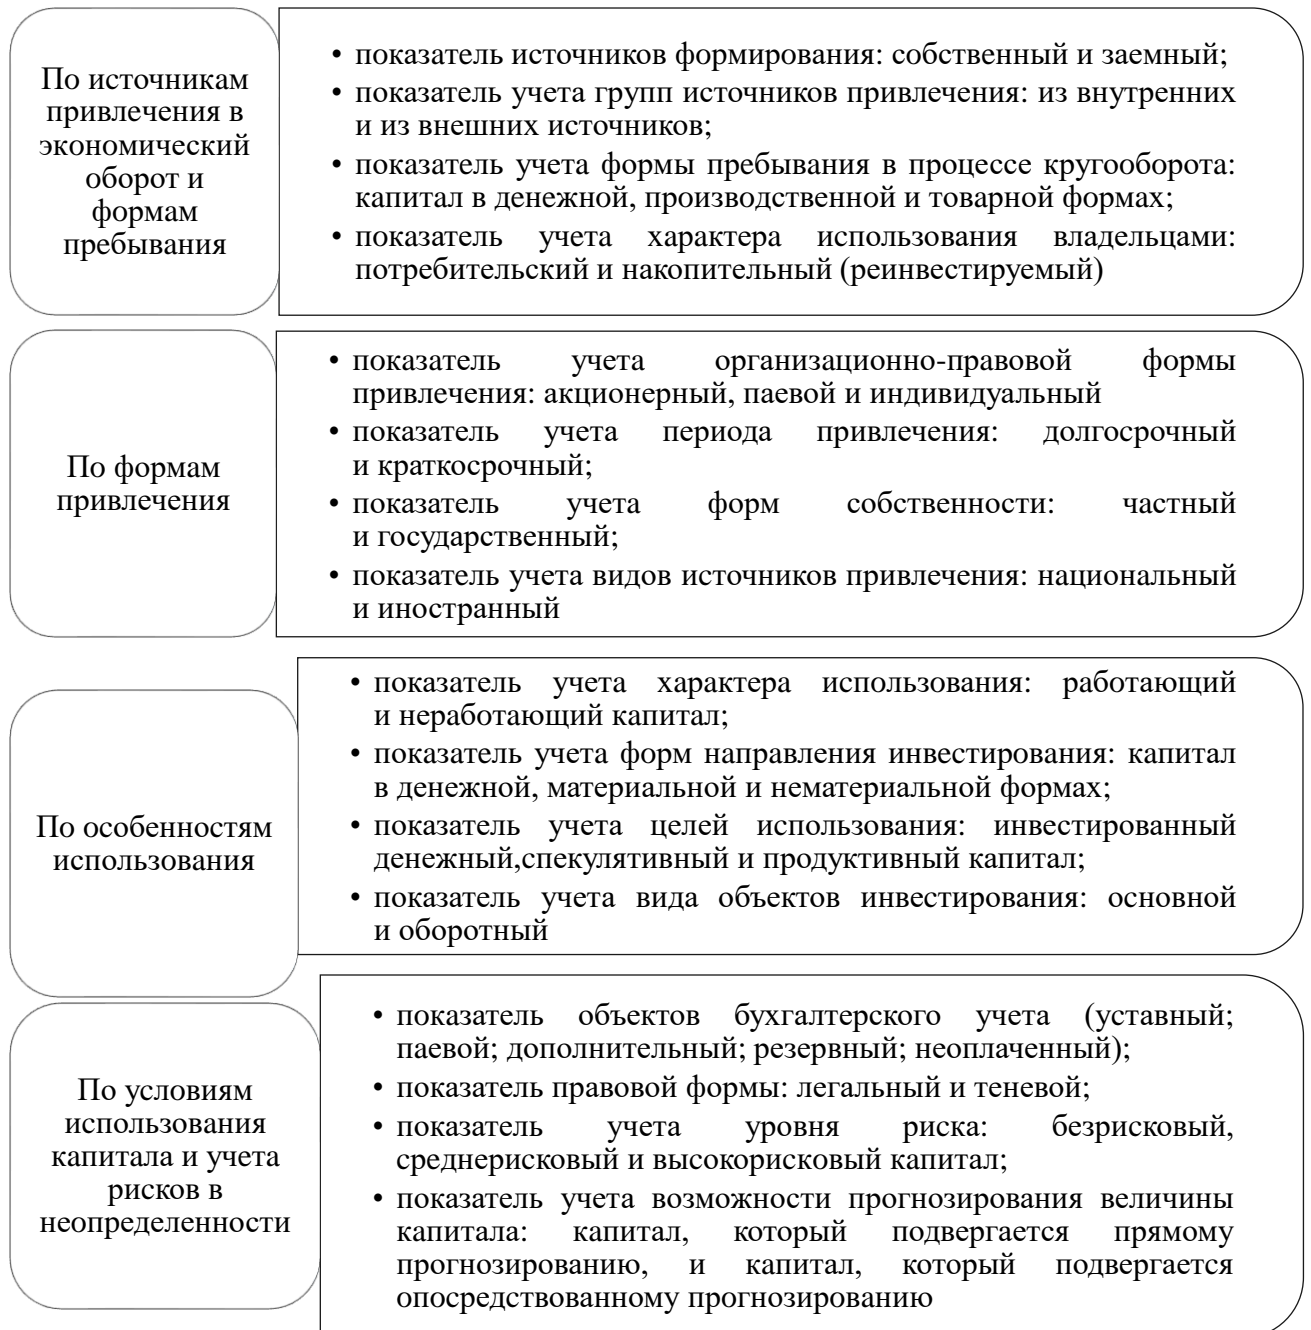 По источникам
привлечения в
экономический
оборот и
формам
пребывания
• показатель источников формирования: собственный и заемный;
• показатель учета групп источников привлечения: из внутренних
и из внешних источников;
• показатель учета формы пребывания в процессе кругооборота:
капитал в денежной, производственной и товарной формах;
• показатель учета характера использования владельцами:
потребительский и накопительный (реинвестируемый)
По формам
привлечения
• показатель учета организационно-правовой формы
привлечения: акционерный, паевой и индивидуальный
• показатель учета периода привлечения: долгосрочный
и краткосрочный;
• показатель учета форм собственности: частный
и государственный;
• показатель учета видов источников привлечения: национальный
и иностранный
По особенностям
использования
• показатель учета характера использования: работающий
и неработающий капитал;
• показатель учета форм направления инвестирования: капитал
в денежной, материальной и нематериальной формах;
• показатель учета целей использования: инвестированный
денежный,спекулятивный и продуктивный капитал;
• показатель учета вида объектов инвестирования: основной
и оборотный
По условиям
использования
капитала и учета
рисков в
неопределенности
• показатель объектов бухгалтерского учета (уставный;
паевой; дополнительный; резервный; неоплаченный);
• показатель правовой формы: легальный и теневой;
• показатель учета уровня риска: безрисковый,
среднерисковый и высокорисковый капитал;
• показатель учета возможности прогнозирования величины
капитала: капитал, который подвергается прямому
прогнозированию, и капитал, который подвергается
опосредствованному прогнозированию